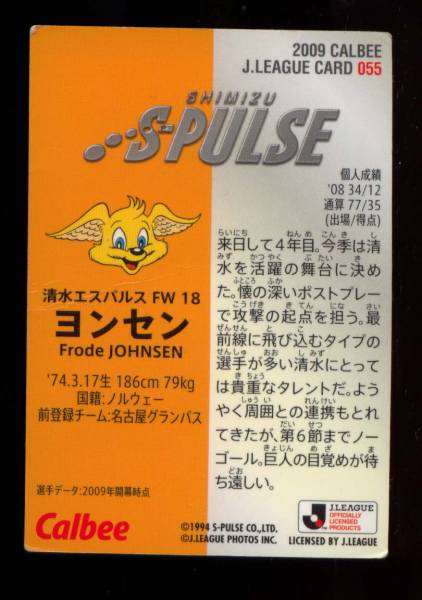 2009 CALBEE
J.LEAGUE CARD 055
SHIMIZU
S-PULSE
個人成績
'08 34/12
通算 77/35
(出場/得点)
来日して4年目。今季は清
水を活躍の舞台に決め
た。懐の深いポストプレー
で攻撃の起点を担う。最
前線に飛び込むタイプの
選手が多い清水にとって
は貴重なタレントだ。よう
やく周囲との連携もとれ
てきたが、第6節までノー
ゴール。巨人の目覚めが待
ち遠しい。
清水エスパルス FW 18
ヨンセン
Frode JOHNSEN
'74.3.17生 186cm 79kg
国籍:ノルウェー
前登録チーム:名古屋グランパス
選手データ:2009年開幕時点
Calbee
©1994 S-PULSE CO.,LTD.
©J.LEAGUE PHOTOS INC.
J.LEAGUE
OFFICIALLY
LICENSED
PRODUCTS
LICENSED BY J.LEAGUE